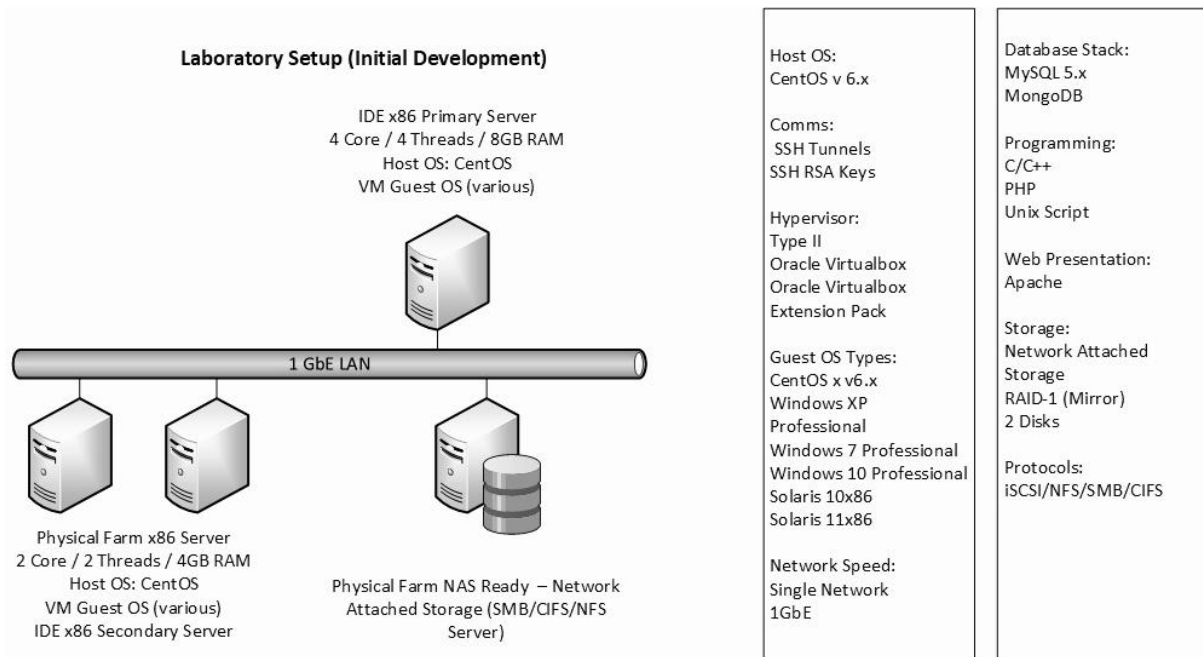 Laboratory Setup (Initial Development)
IDE x86 Primary Server
4 Core / 4 Threads / 8GB RAM
Host OS: CentOS
VM Guest OS (various)
1 GbE LAN
Physical Farm x86 Server
2 Core / 2 Threads / 4GB RAM
Host OS: CentOS
VM Guest OS (various)
IDE x86 Secondary Server
Physical Farm NAS Ready – Network
Attached Storage (SMB/CIFS/NFS
Server)
Host OS:
CentOS v 6.x
Comms:
SSH Tunnels
SSH RSA Keys
Hypervisor:
Type II
Oracle Virtualbox
Oracle Virtualbox
Extension Pack
Guest OS Types:
CentOS x v6.x
Windows XP
Professional
Windows 7 Professional
Windows 10 Professional
Solaris 10x86
Solaris 11x86
Network Speed:
Single Network
1GbE
Database Stack:
MySQL 5.x
MongoDB
Programming:
C/C++
PHP
Unix Script
Web Presentation:
Apache
Storage:
Network Attached
Storage
RAID-1 (Mirror)
2 Disks
Protocols:
iSCSI/NFS/SMB/CIFS